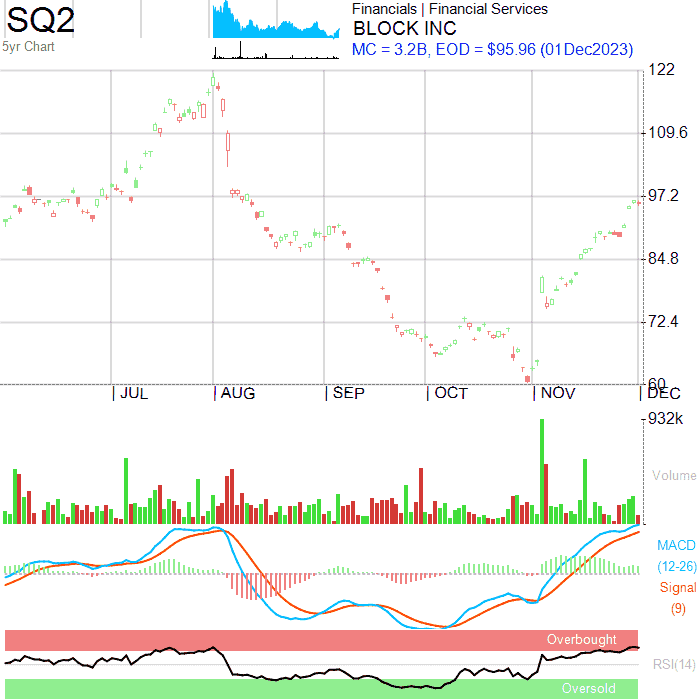 SQ2
5yr Chart
Financials | Financial Services
BLOCK INC
MC = 3.2B, EOD = $95.96 (01Dec2023)
122
109.6
97.2
84.8
72.4
60
JUL AUG SEP OCT NOV DEC
932k
Volume
MACD
(12-26)
Signal
(9)
Overbought
RSI(14)
Oversold